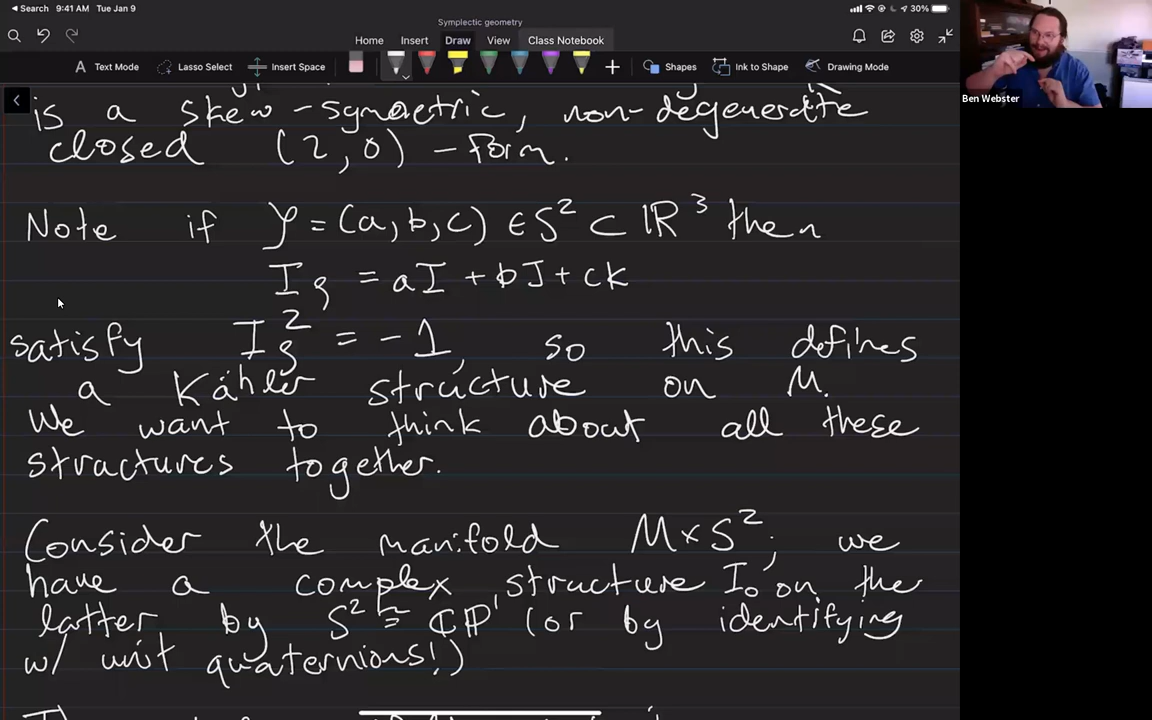 Search 9:41 AM Tue Jan 9
30%
Symplectic geometry
Home Insert Draw View Class Notebook
Text Mode Lasso Select Insert Space Shapes Ink to Shape Drawing Mode
Ben Webster
is a skew-symmetric, non-degenerate
closed (2,0)-form.
Note if ζ = (a,b,c) ∈ S² ⊂ ℝ³ then
I_ζ = aI + bJ + cK
satisfy I_ζ² = -1, so this defines
a Kähler structure on M.
We want to think about all these
structures together.
Consider the manifold M×S²; we
have a complex structure I₀ on the
latter by S² ≅ ℂP¹ (or by identifying
w/ unit quaternions!)